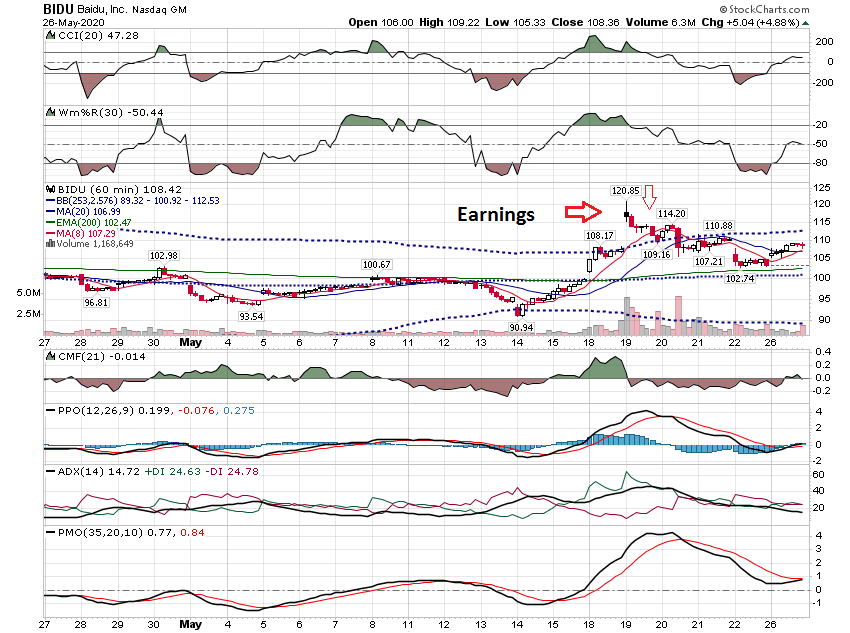 BIDU Baidu, Inc. Nasdaq GM © StockCharts.com
26-May-2020 Open 106.00 High 109.22 Low 105.33 Close 108.36 Volume 6.3M Chg +5.04 (+4.88%)
CCI(20) 47.28
200
0
-200
Wm%R(30) -50.44
-20
-50
-80
BIDU (60 min) 108.42
BB(253,2.576) 89.32 - 100.92 - 112.53
MA(20) 106.99
EMA(200) 102.47
MA(8) 107.29
Volume 1,168,649
Earnings
120.85
114.20
108.17
110.88
109.16
107.21
102.98
100.67
102.74
96.81
93.54
90.94
125
120
115
110
105
100
95
90
5.0M
2.5M
27 28 29 30 May 4 5 6 7 8 11 12 13 14 15 18 19 20 21 22 26
CMF(21) -0.014
0.4
0.2
0.0
-0.2
PPO(12,26,9) 0.199, -0.076, 0.275
4
2
0
-2
ADX(14) 14.72 +DI 24.63 -DI 24.78
60
40
20
PMO(35,20,10) 0.77, 0.84
4
3
2
1
0
-1
27 28 29 30 May 4 5 6 7 8 11 12 13 14 15 18 19 20 21 22 26